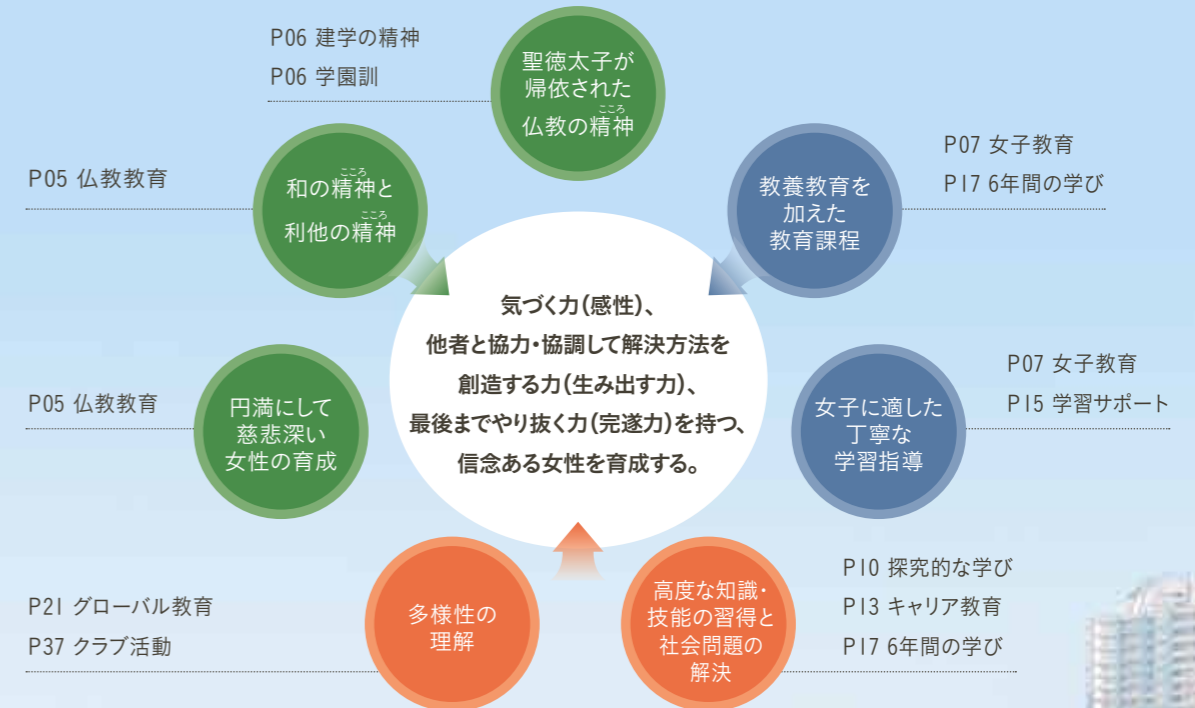 P06 建学の精神
P06 学園訓
聖徳太子が
帰依された
こころ
仏教の精神
P05 仏教教育
こころ
和の精神と
こころ
利他の精神
P07 女子教育
P17 6年間の学び
教養教育を
加えた
教育課程
気づく力(感性)、
他者と協力・協調して解決方法を
創造する力(生み出す力)、
最後までやり抜く力(完遂力)を持つ、
信念ある女性を育成する。
P05 仏教教育
円満にして
慈悲深い
女性の育成
P07 女子教育
P15 学習サポート
女子に適した
丁寧な
学習指導
P21 グローバル教育
P37 クラブ活動
多様性の
理解
高度な知識・
技能の習得と
社会問題の
解決
P10 探究的な学び
P13 キャリア教育
P17 6年間の学び